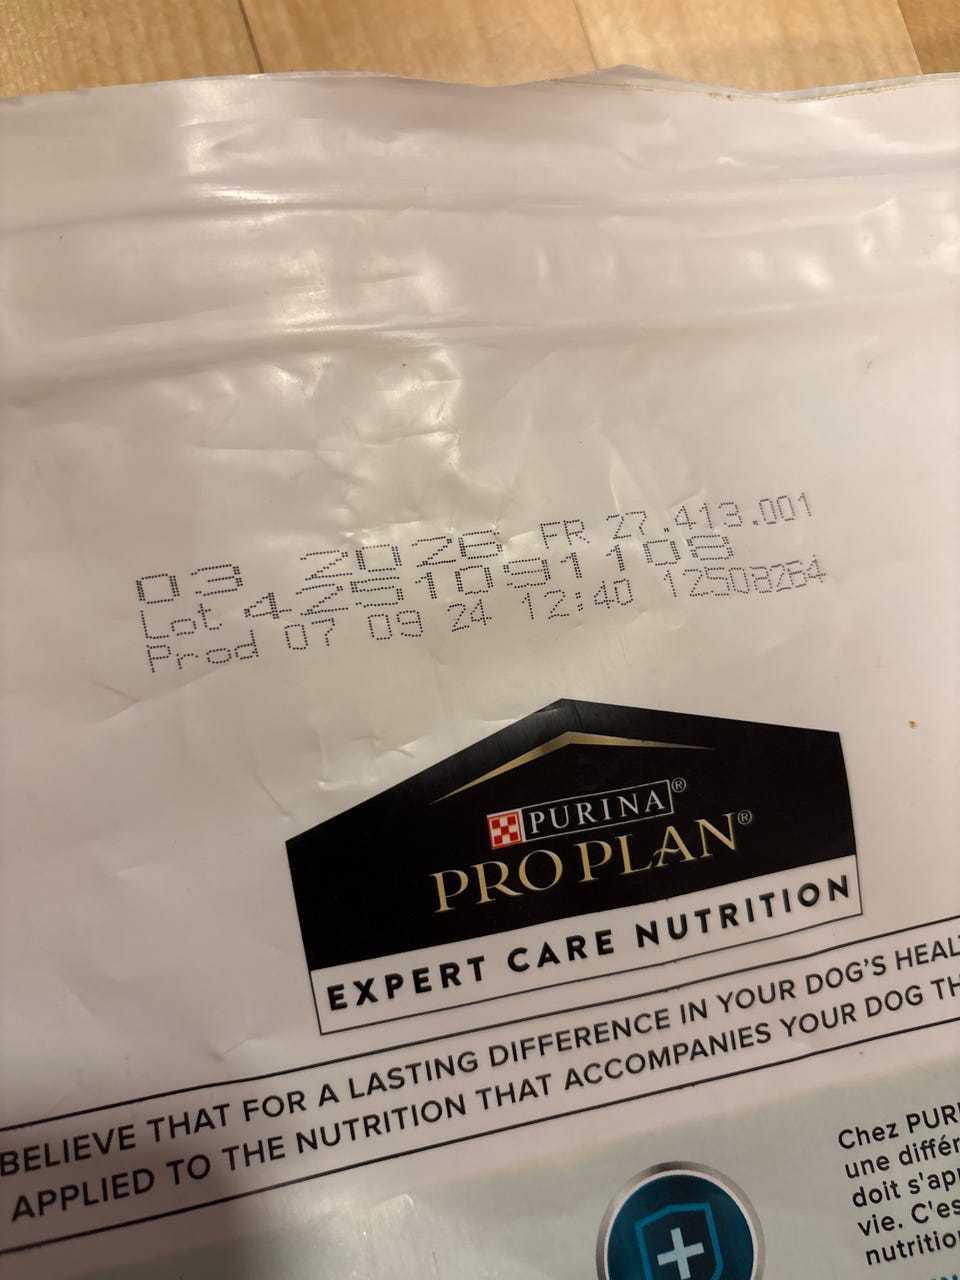 03 2026 FR 27.413.001
Lot 4251091108
Prod 07 09 24 12:40 12508264
PURINA®
PRO PLAN®
EXPERT CARE NUTRITION
BELIEVE THAT FOR A LASTING DIFFERENCE IN YOUR DOG'S HEAL
APPLIED TO THE NUTRITION THAT ACCOMPANIES YOUR DOG TH
Chez PURI
une différ
doit s'ap
vie. C'es
nutrition